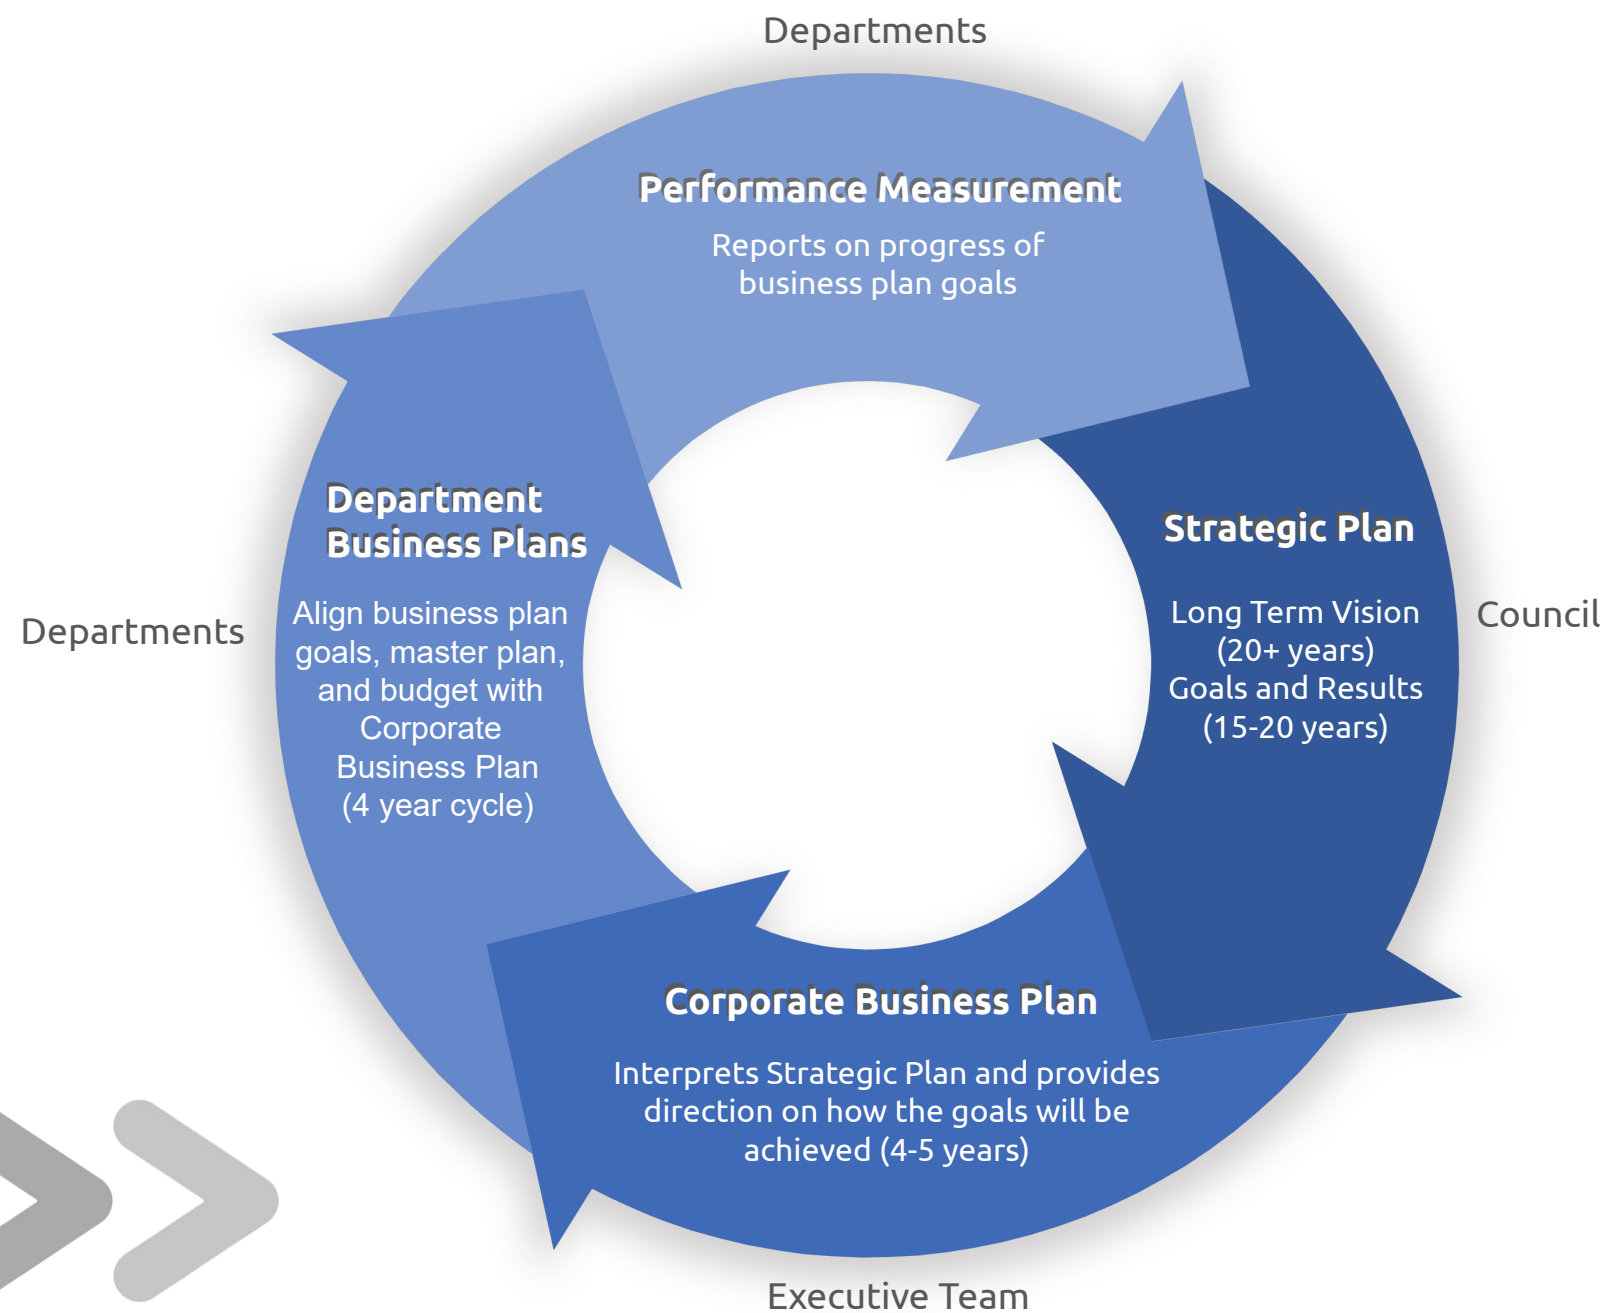 Departments
Performance Measurement
Reports on progress of
business plan goals
Strategic Plan
Long Term Vision
(20+ years)
Goals and Results
(15-20 years)
Council
Corporate Business Plan
Interprets Strategic Plan and provides
direction on how the goals will be
achieved (4-5 years)
Executive Team
Department
Business Plans
Align business plan
goals, master plan,
and budget with
Corporate
Business Plan
(4 year cycle)
Departments